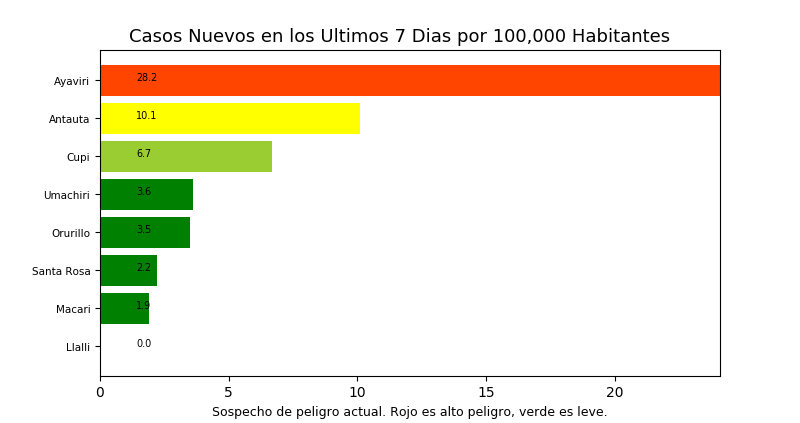 Casos Nuevos en los Ultimos 7 Dias por 100,000 Habitantes
Ayaviri 28.2
Antauta 10.1
Cupi 6.7
Umachiri 3.6
Orurillo 3.5
Santa Rosa 2.2
Macari 1.9
Llalli 0.0
0 5 10 15 20
Sospecho de peligro actual. Rojo es alto peligro, verde es leve.